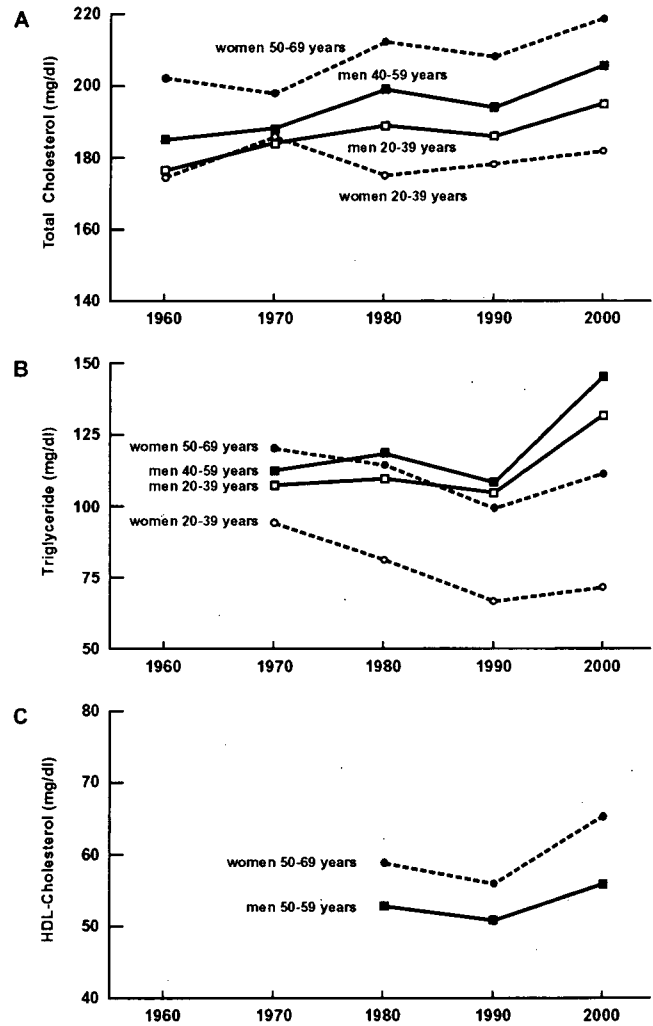 A
Total Cholesterol (mg/dl)
220
200
180
160
140
women 50-69 years
men 40-59 years
men 20-39 years
women 20-39 years
1960 1970 1980 1990 2000
B
Triglyceride (mg/dl)
150
125
100
75
50
women 50-69 years
men 40-59 years
men 20-39 years
women 20-39 years
1960 1970 1980 1990 2000
C
HDL-Cholesterol (mg/dl)
80
70
60
50
40
women 50-69 years
men 50-59 years
1960 1970 1980 1990 2000